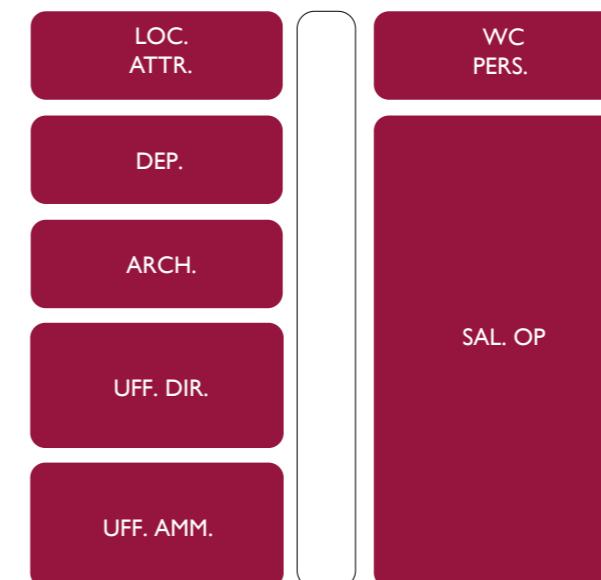 LOC.
ATTR.
DEP.
ARCH.
UFF. DIR.
UFF. AMM.
WC
PERS.
SAL. OP